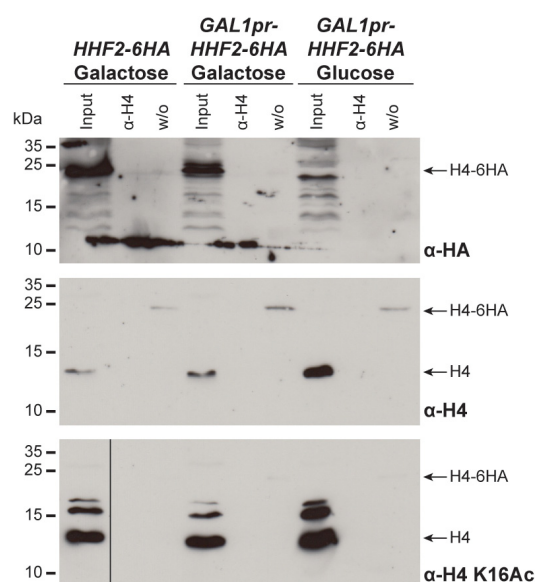 HHF2-6HA
Galactose
GAL1pr-
HHF2-6HA
Galactose
GAL1pr-
HHF2-6HA
Glucose
kDa
Input
α-H4
w/o
Input
α-H4
w/o
Input
α-H4
w/o
35
25
15
10
H4-6HA
α-HA
35
25
15
10
H4-6HA
H4
α-H4
35
25
15
10
H4-6HA
H4
α-H4 K16Ac